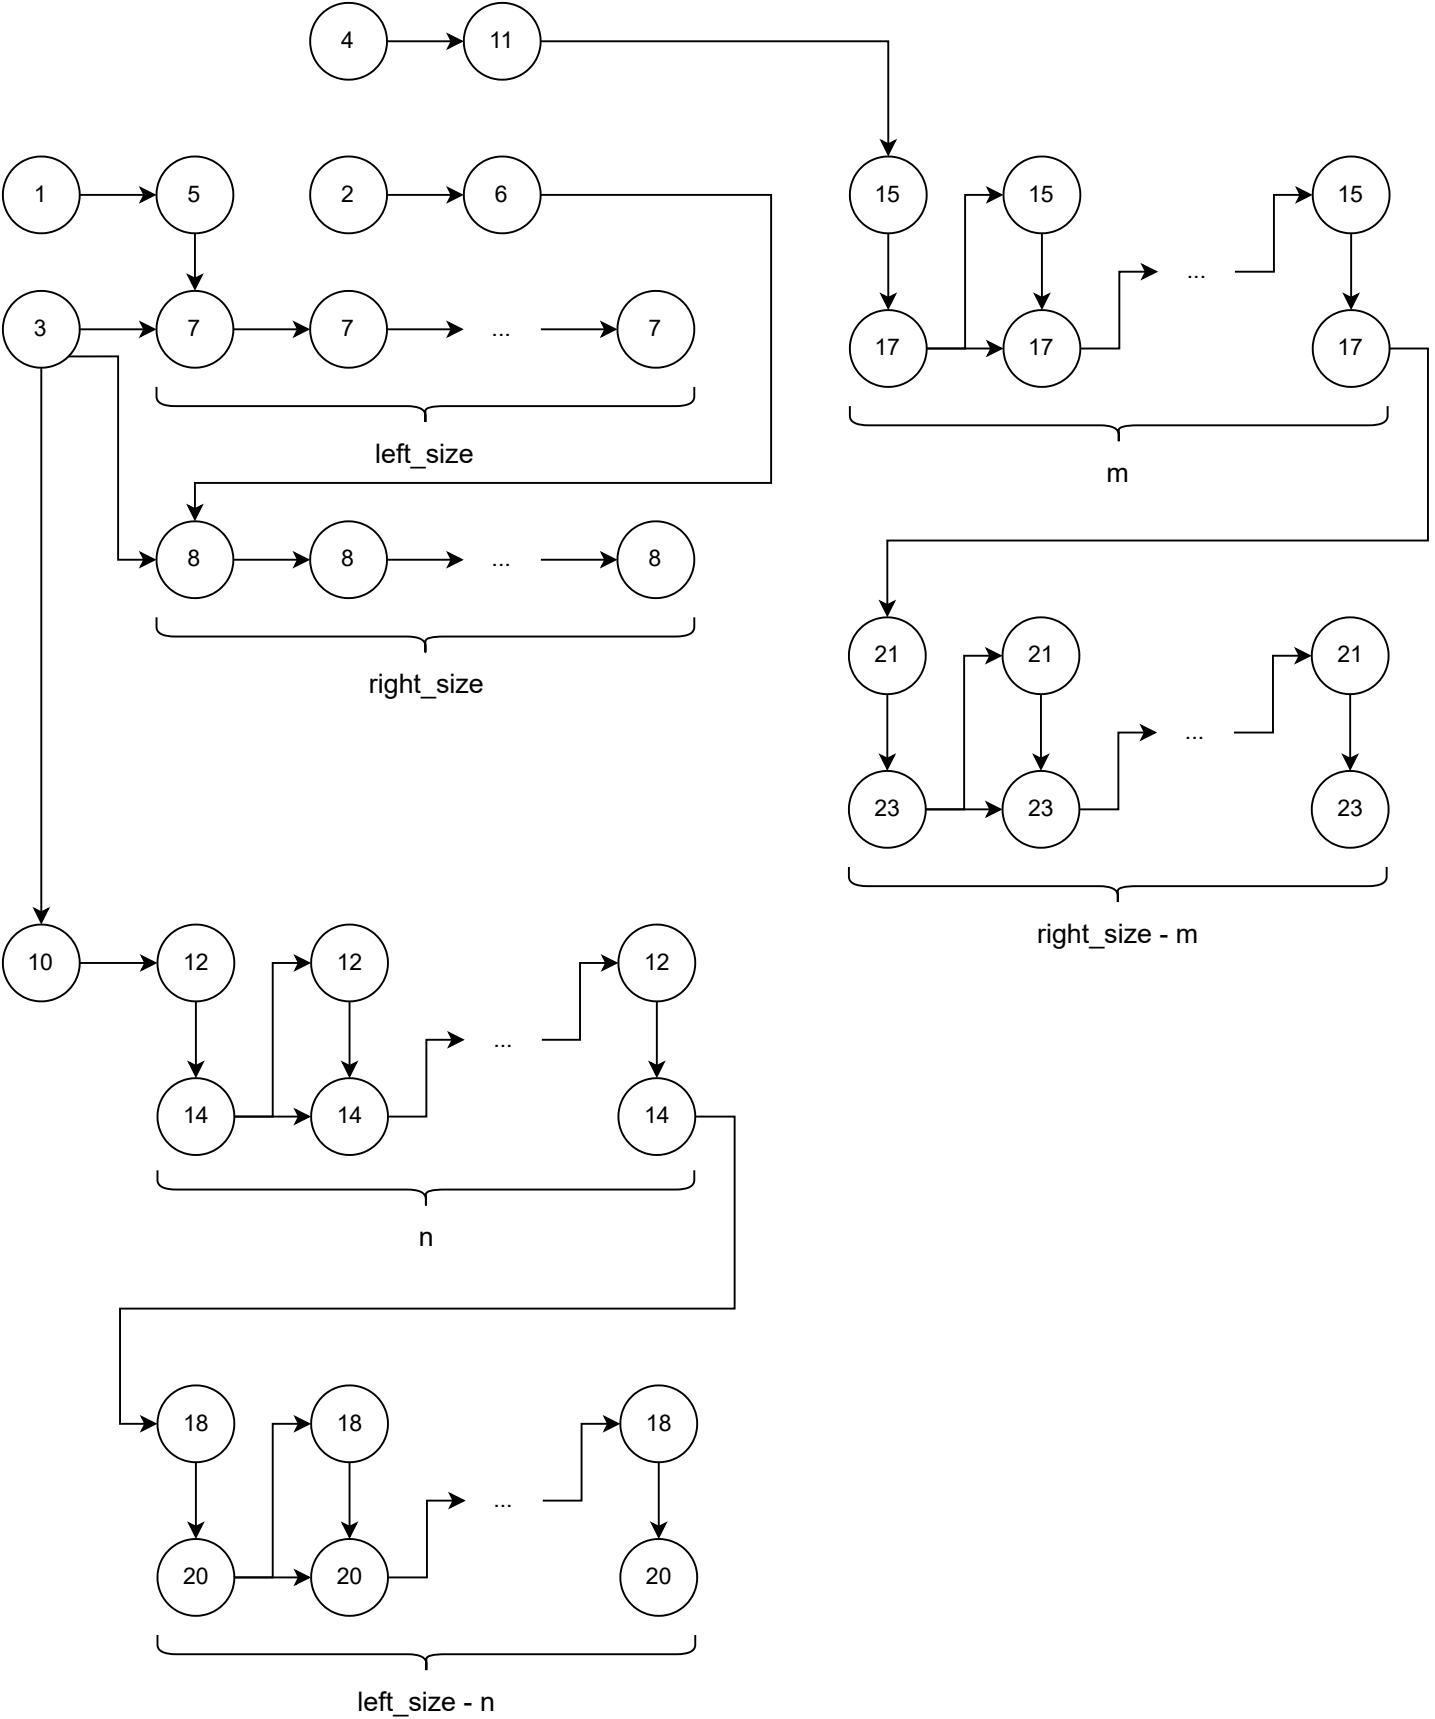 4 11
1 5 2 6 15 15 15
...
3 7 7 ... 7 17 17 17
left_size
m
8 8 ... 8
21 21 21
right_size
...
23 23 23
right_size - m
10 12 12 12
...
14 14 14
n
18 18 18
...
20 20 20
left_size - n